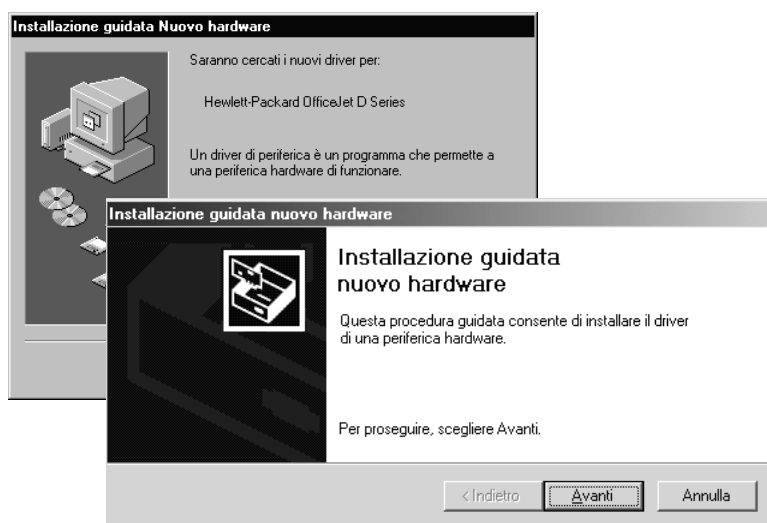 Installazione guidata Nuovo hardware
Saranno cercati i nuovi driver per:
Hewlett-Packard OfficeJet D Series
Un driver di periferica è un programma che permette a
una periferica hardware di funzionare.
Installazione guidata nuovo hardware
Installazione guidata
nuovo hardware
Questa procedura guidata consente di installare il driver
di una periferica hardware.
Per proseguire, scegliere Avanti.
< Indietro
Avanti
Annulla